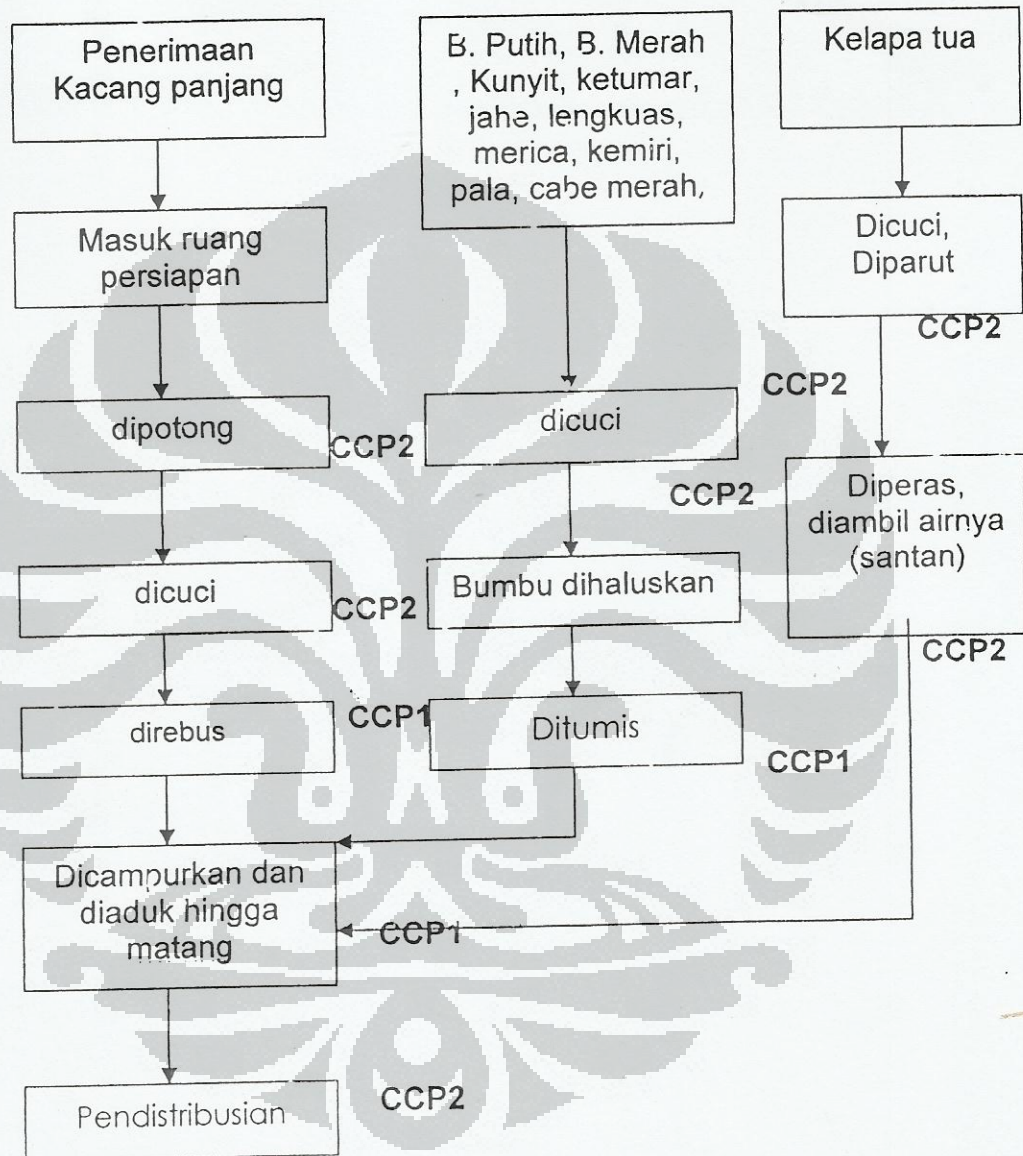 Penerimaan
Kacang panjang
Masuk ruang
persiapan
dipotong
CCP2
dicuci
CCP2
direbus
CCP1
Dicampurkan dan
diaduk hingga
matang
CCP1
Pendistribusian
CCP2
B. Putih, B. Merah
, Kunyit, ketumar,
jahe, lengkuas,
merica, kemiri,
pala, cabe merah,
dicuci
CCP2
CCP2
Bumbu dihaluskan
Ditumis
CCP1
Kelapa tua
Dicuci,
Diparut
CCP2
Diperas,
diambil airnya
(santan)
CCP2